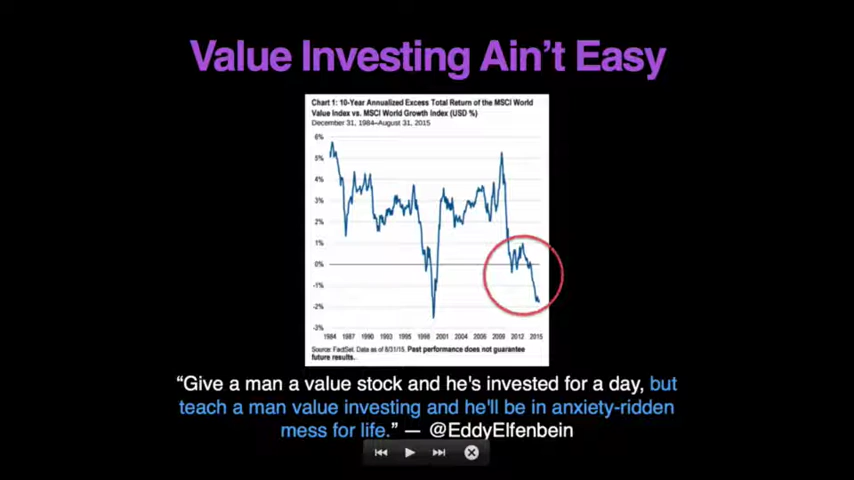 Value Investing Ain't Easy
Chart 1: 10-Year Annualized Excess Total Return of the MSCI World
Value Index vs. MSCI World Growth Index (USD %)
December 31, 1984–August 31, 2015
6%
5%
4%
3%
2%
1%
0%
-1%
-2%
-3%
1984 1987 1990 1993 1996 1998 2001 2004 2006 2009 2012 2015
Source: FactSet. Data as of 8/31/15. Past performance does not guarantee
future results.
“Give a man a value stock and he's invested for a day, but
teach a man value investing and he'll be in anxiety-ridden
mess for life.” — @EddyElfenbein